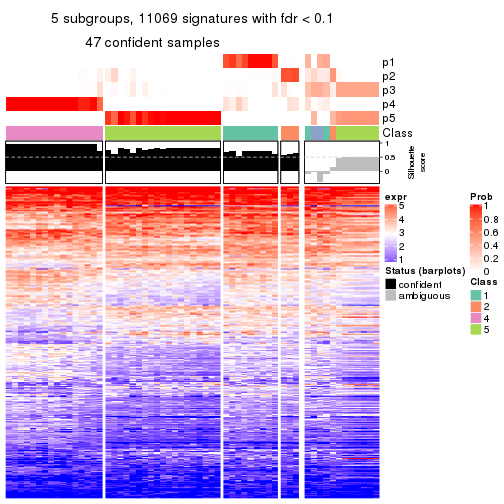 5 subgroups, 11069 signatures with fdr < 0.1
47 confident samples
p1
p2
p3
p4
p5
Class
1
0.5
0
Silhouette
score
expr
5
4
3
2
1
Status (barplots)
confident
ambiguous
Prob
1
0.8
0.6
0.4
0.2
0
Class
1
2
4
5